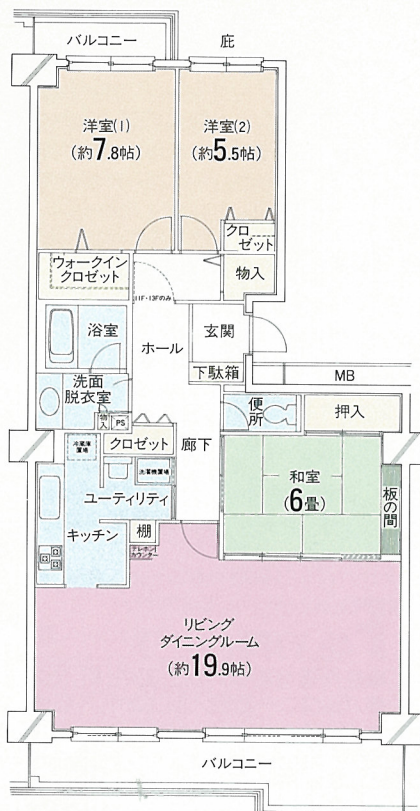 バルコニー
庇
洋室(1)
(約7.8帖)
洋室(2)
(約5.5帖)
クロ
ゼット
ウォークイン
クロゼット
物入
11F・13Fのみ
浴室
ホール
玄関
下駄箱
MB
洗面
脱衣室
物入
PS
便所
押入
クロゼット
廊下
冷蔵庫
置場
洗濯機置場
ユーティリティ
和室
(6畳)
板の間
キッチン
棚
テレホン
カウンター
リビング
ダイニングルーム
(約19.9帖)
バルコニー